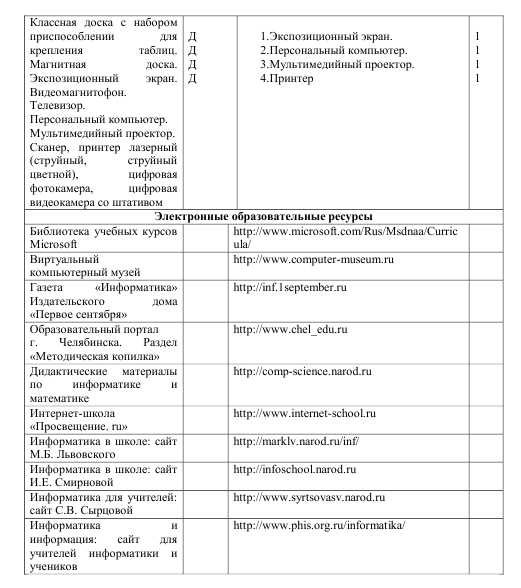 Классная доска с набором
приспособлении для
крепления таблиц.
Магнитная доска.
Экспозиционный экран.
Видеомагнитофон.
Телевизор.
Персональный компьютер.
Мультимедийный проектор.
Сканер, принтер лазерный
(струйный, струйный
цветной), цифровая
фотокамера, цифровая
видеокамера со штативом
Д
Д
Д
Д
1.Экспозиционный экран.
2.Персональный компьютер.
3.Мультимедийный проектор.
4.Принтер
1
1
1
1
Электронные образовательные ресурсы
Библиотека учебных курсов
Microsoft
http://www.microsoft.com/Rus/Msdnaa/Curric
ula/
Виртуальный
компьютерный музей
http://www.computer-museum.ru
Газета «Информатика»
Издательского дома
«Первое сентября»
http://inf.1september.ru
Образовательный портал
г. Челябинска. Раздел
«Методическая копилка»
http://www.chel_edu.ru
Дидактические материалы
по информатике и
математике
http://comp-science.narod.ru
Интернет-школа
«Просвещение. ru»
http://www.internet-school.ru
Информатика в школе: сайт
М.Б. Львовского
http://marklv.narod.ru/inf/
Информатика в школе: сайт
И.Е. Смирновой
http://infoschool.narod.ru
Информатика для учителей:
сайт С.В. Сырцовой
http://www.syrtsovasv.narod.ru
Информатика и
информация: сайт для
учителей информатики и
учеников
http://www.phis.org.ru/informatika/